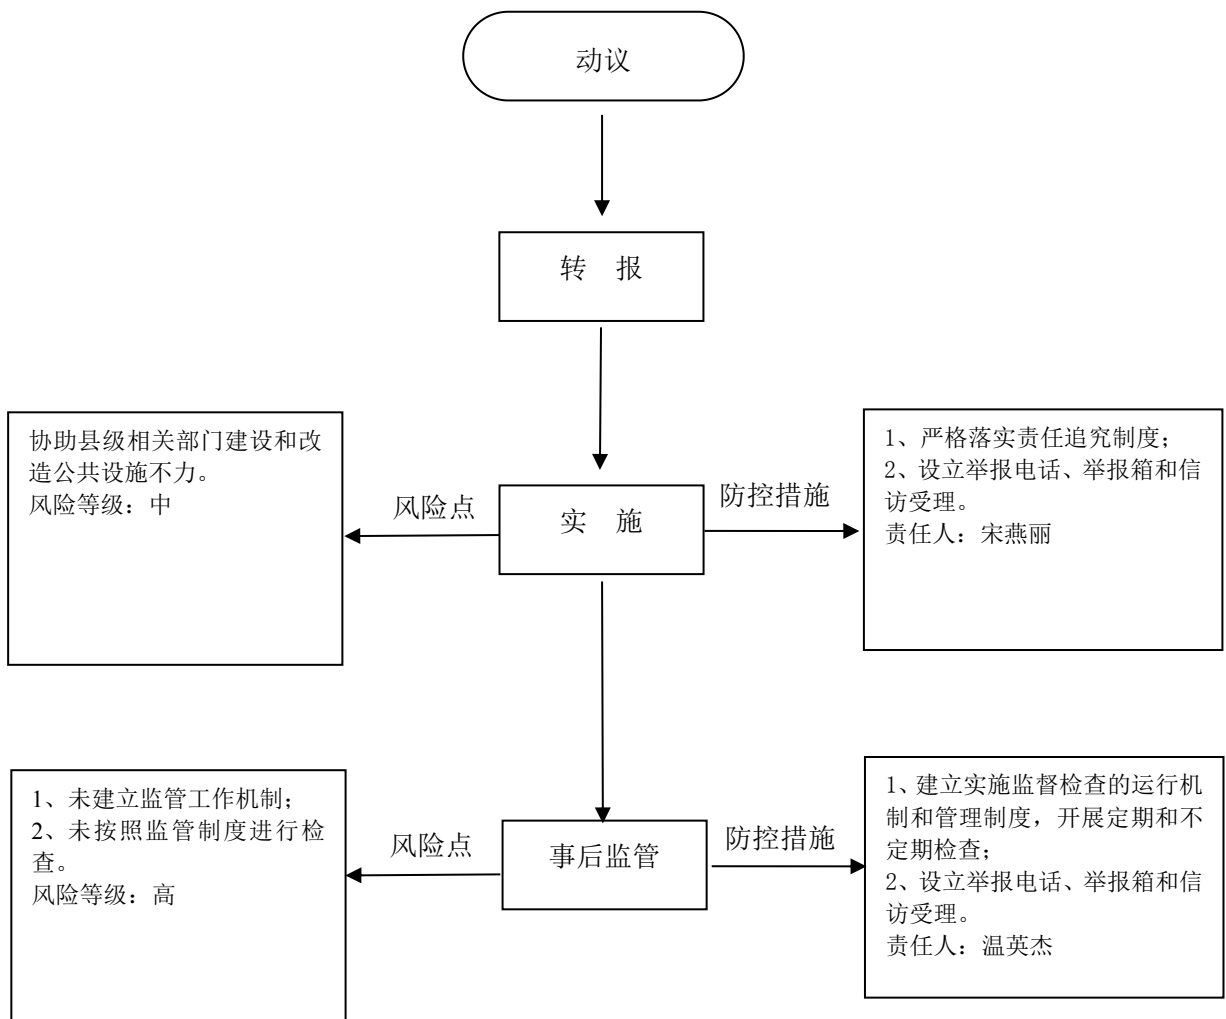 动议
转 报
协助县级相关部门建设和改
造公共设施不力。
风险等级：中
风险点
实 施
防控措施
1、严格落实责任追究制度；
2、设立举报电话、举报箱和信
访受理。
责任人：宋燕丽
1、未建立监管工作机制；
2、未按照监管制度进行检
查。
风险等级：高
风险点
事后监管
防控措施
1、建立实施监督检查的运行机
制和管理制度，开展定期和不
定期检查；
2、设立举报电话、举报箱和信
访受理。
责任人：温英杰